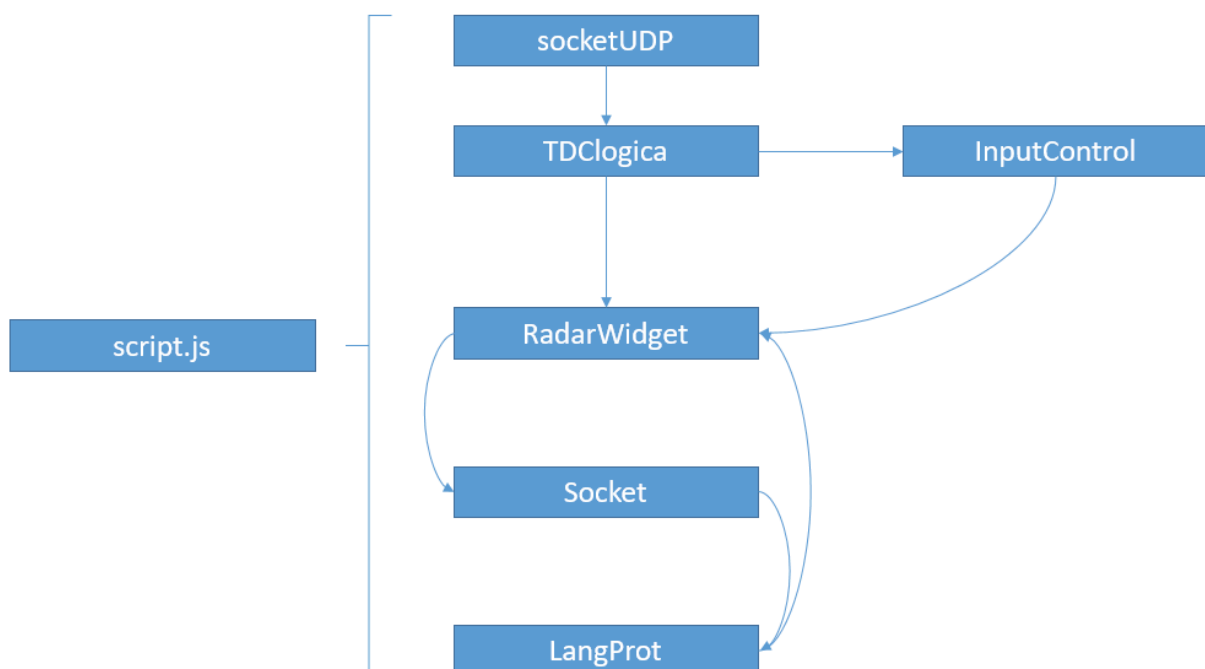 socketUDP
TDClogica
InputControl
RadarWidget
script.js
Socket
LangProt